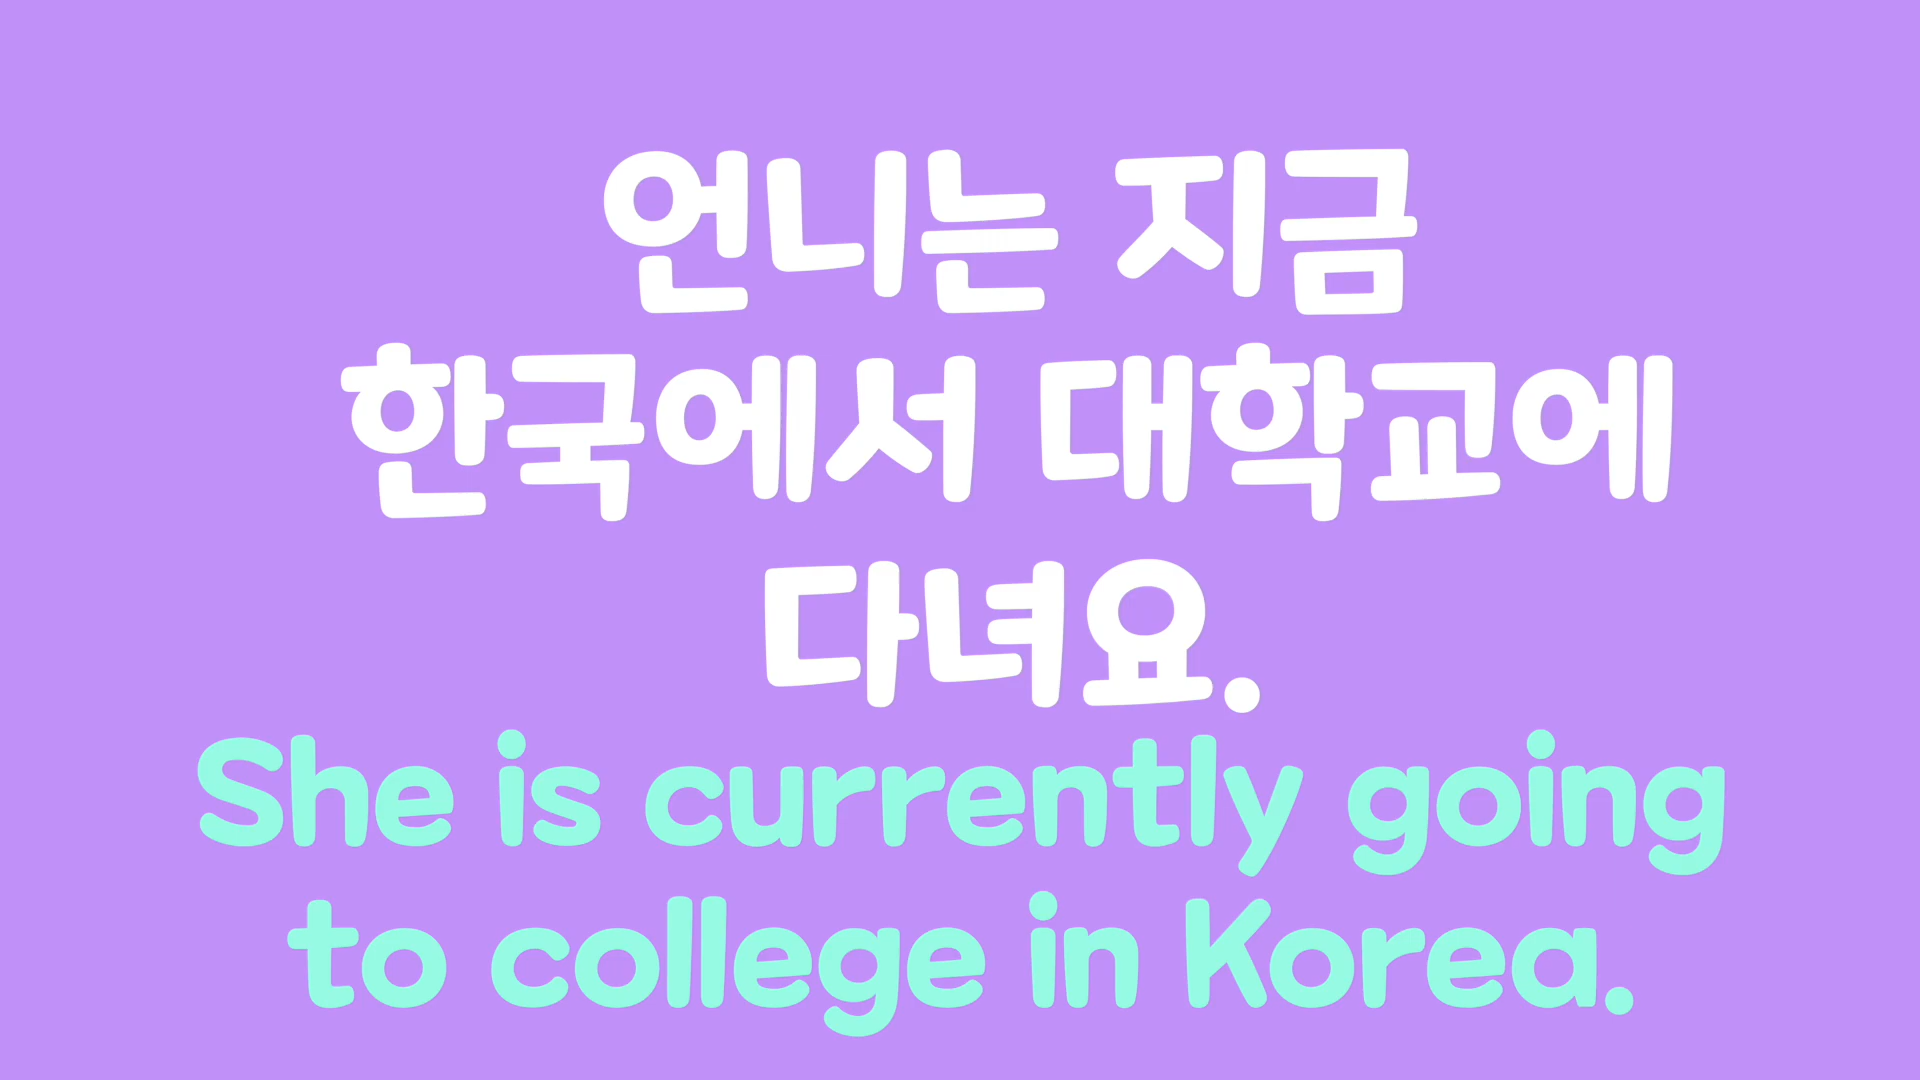 언니는 지금
한국에서 대학교에
다녀요.
She is currently going
to college in Korea.